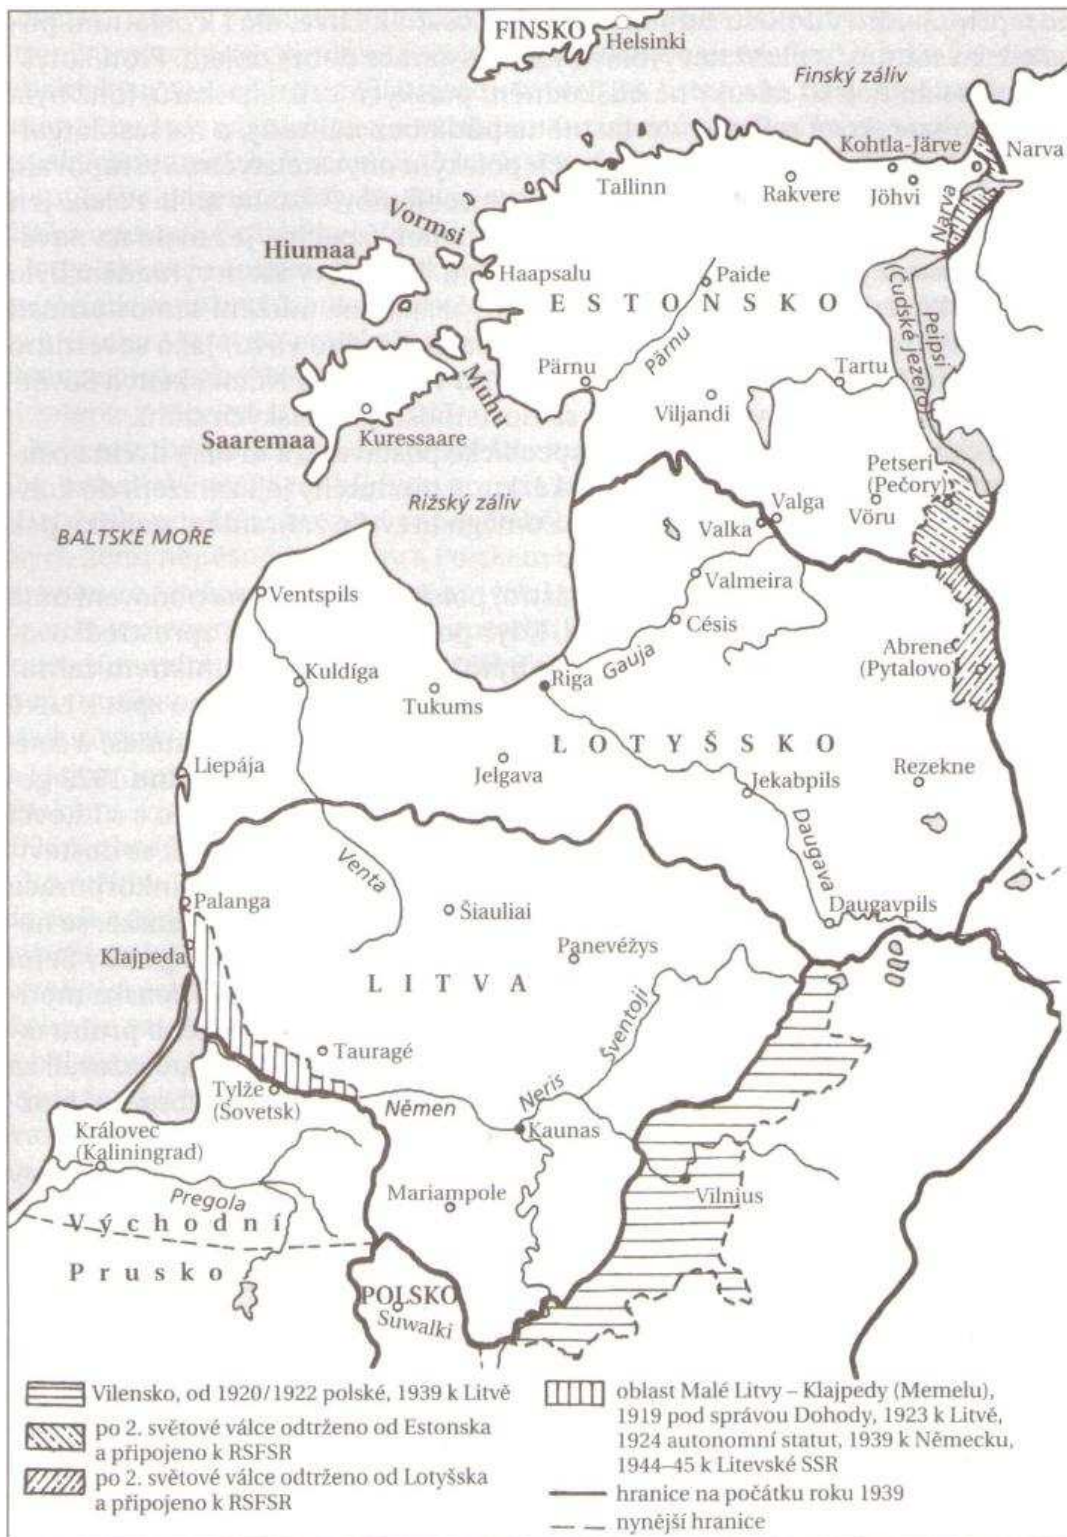 FINSKO
Helsinki
Finský záliv
Kohtla-Järve
Narva
Tallinn
Rakvere
Jöhvi
Vormsi
Narva
Hiumaa
Haapsalu
Paide
ESTONSKO
Peipsi
(Čudské jezero)
Pärnu
Pärnu
Tartu
Muhu
Viljandi
Saaremaa
Kuressaare
Petseri
(Pečory)
Rižský záliv
Valga
Võru
BALTSKÉ MOŘE
Valka
Valmeira
Ventspils
Césis
Abrene
(Pytalovo)
Gauja
Kuldíga
Riga
Tukums
LOTYŠSKO
Liepája
Jelgava
Jekabpils
Rezekne
Daugava
Venta
Palanga
Šiauliai
Daugavpils
Klajpeda
Panevéžys
LITVA
Šventoji
Tauragé
Tylže
(Sovetsk)
Němen
Neris
Královec
(Kaliningrad)
Kaunas
Mariampole
Vilnius
Pregola
Východní
Prusko
POLSKO
Suwalki
Vilensko, od 1920/1922 polské, 1939 k Litvě
po 2. světové válce odtrženo od Estonska
a připojeno k RSFSR
po 2. světové válce odtrženo od Lotyšska
a připojeno k RSFSR
oblast Malé Litvy – Klajpedy (Memelu),
1919 pod správou Dohody, 1923 k Litvě,
1924 autonomní statut, 1939 k Německu,
1944–45 k Litevské SSR
hranice na počátku roku 1939
nynější hranice